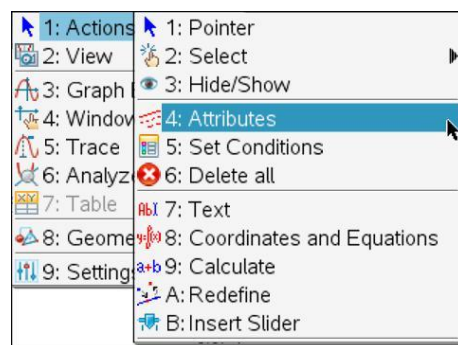 1: Actions
2: View
3: Graph
4: Window
5: Trace
6: Analyz
7: Table
8: Geome
9: Setting
1: Pointer
2: Select
3: Hide/Show
4: Attributes
5: Set Conditions
6: Delete all
7: Text
8: Coordinates and Equations
9: Calculate
A: Redefine
B: Insert Slider